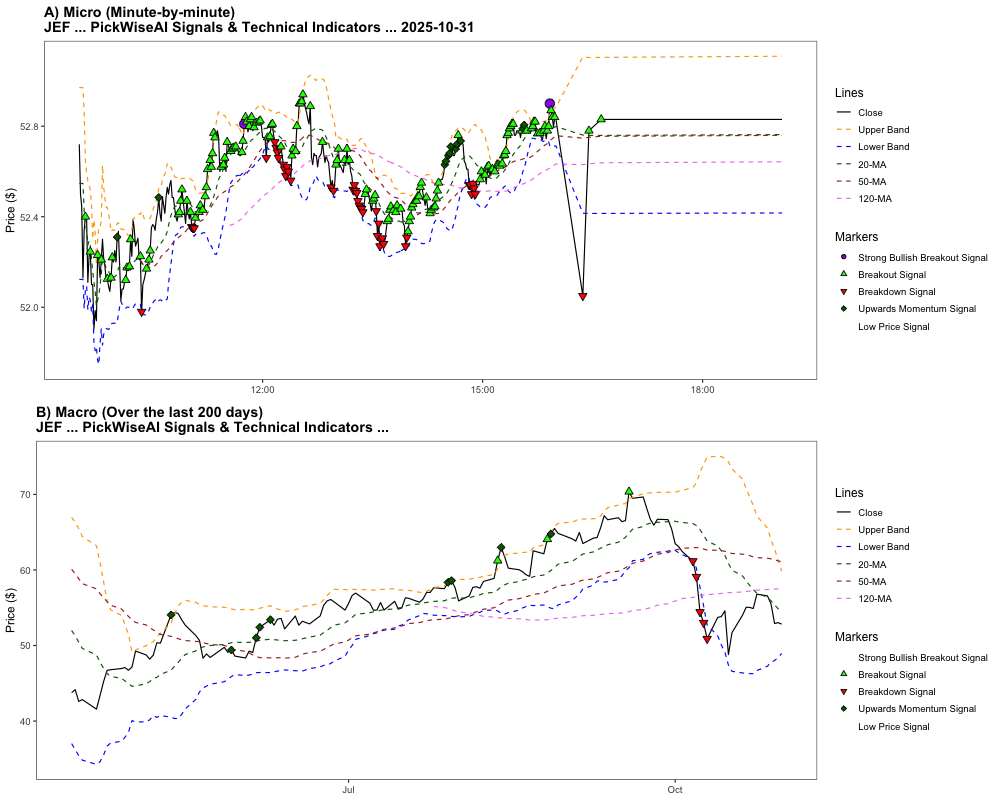 A) Micro (Minute-by-minute)
JEF ... PickWiseAI Signals & Technical Indicators ... 2025-10-31
Price ($)
52.8
52.4
52.0
12:00
15:00
18:00
Lines
Close
Upper Band
Lower Band
20-MA
50-MA
120-MA
Markers
Strong Bullish Breakout Signal
Breakout Signal
Breakdown Signal
Upwards Momentum Signal
Low Price Signal
B) Macro (Over the last 200 days)
JEF ... PickWiseAI Signals & Technical Indicators ...
Price ($)
70
60
50
40
Jul
Oct
Lines
Close
Upper Band
Lower Band
20-MA
50-MA
120-MA
Markers
Strong Bullish Breakout Signal
Breakout Signal
Breakdown Signal
Upwards Momentum Signal
Low Price Signal